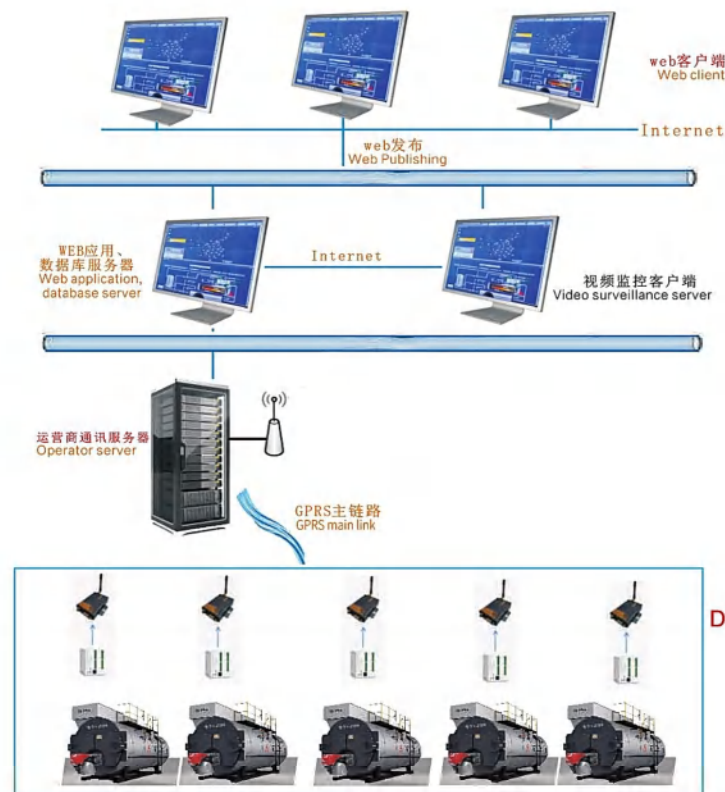 web客户端
Web client
Internet
web发布
Web Publishing
WEB应用、
数据库服务器
Web application,
database server
Internet
视频监控客户端
Video surveillance server
运营商通讯服务器
Operator server
GPRS主链路
GPRS main link
D